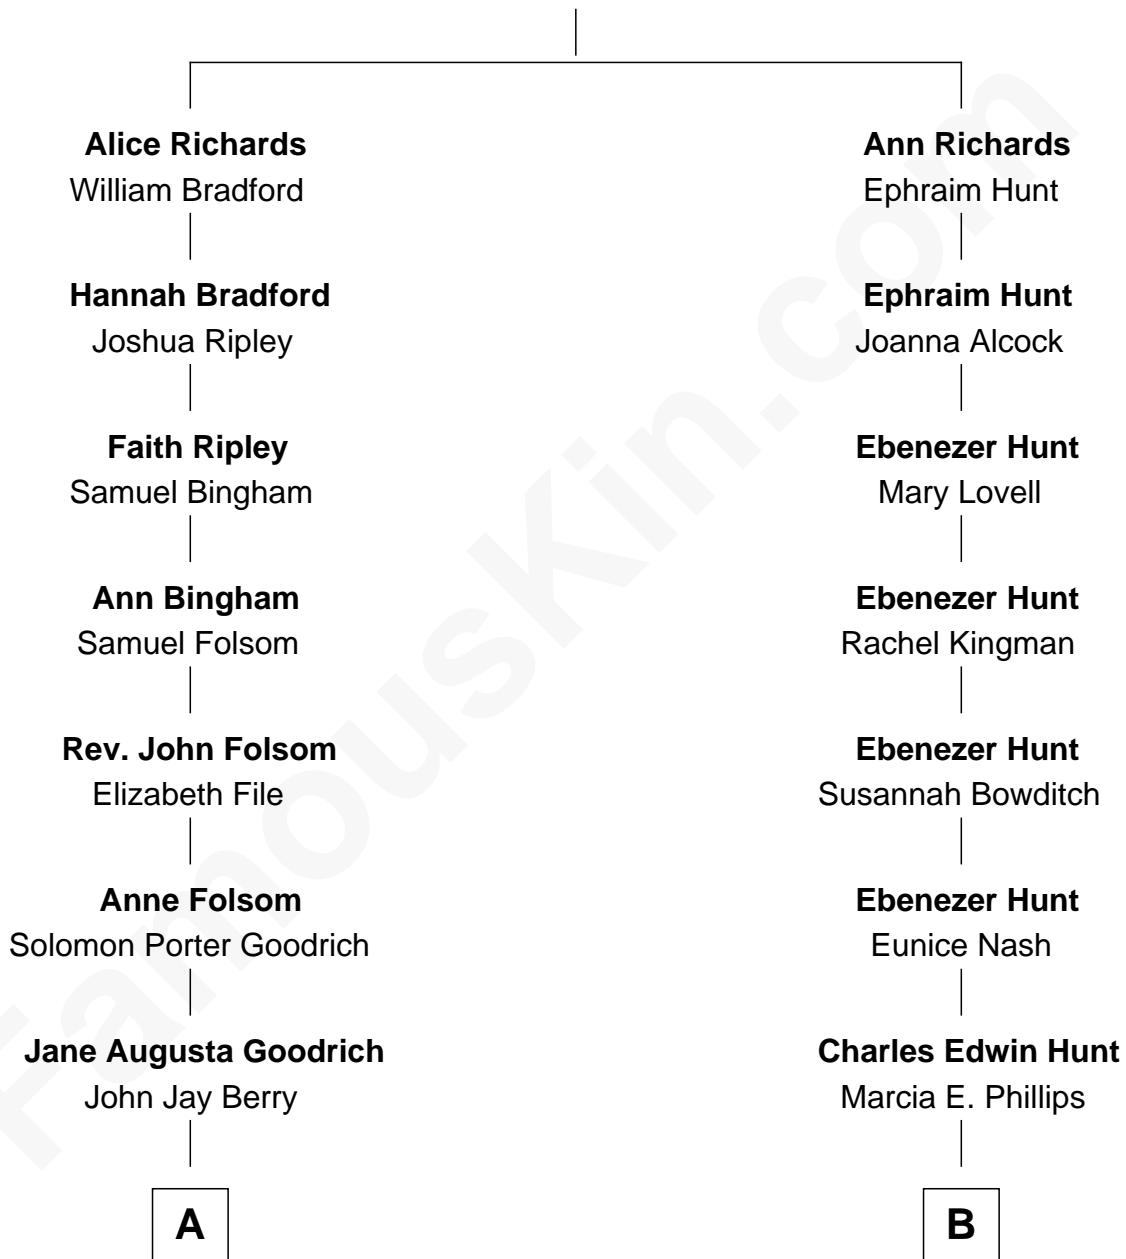 Alice Richards
William Bradford
Ann Richards
Ephraim Hunt
Hannah Bradford
Joshua Ripley
Ephraim Hunt
Joanna Alcock
Faith Ripley
Samuel Bingham
Ebenezer Hunt
Mary Lovell
Ann Bingham
Samuel Folsom
Ebenezer Hunt
Rachel Kingman
Rev. John Folsom
Elizabeth File
Ebenezer Hunt
Susannah Bowditch
Anne Folsom
Solomon Porter Goodrich
Ebenezer Hunt
Eunice Nash
Jane Augusta Goodrich
John Jay Berry
Charles Edwin Hunt
Marcia E. Phillips
A
B
FamousKin.com